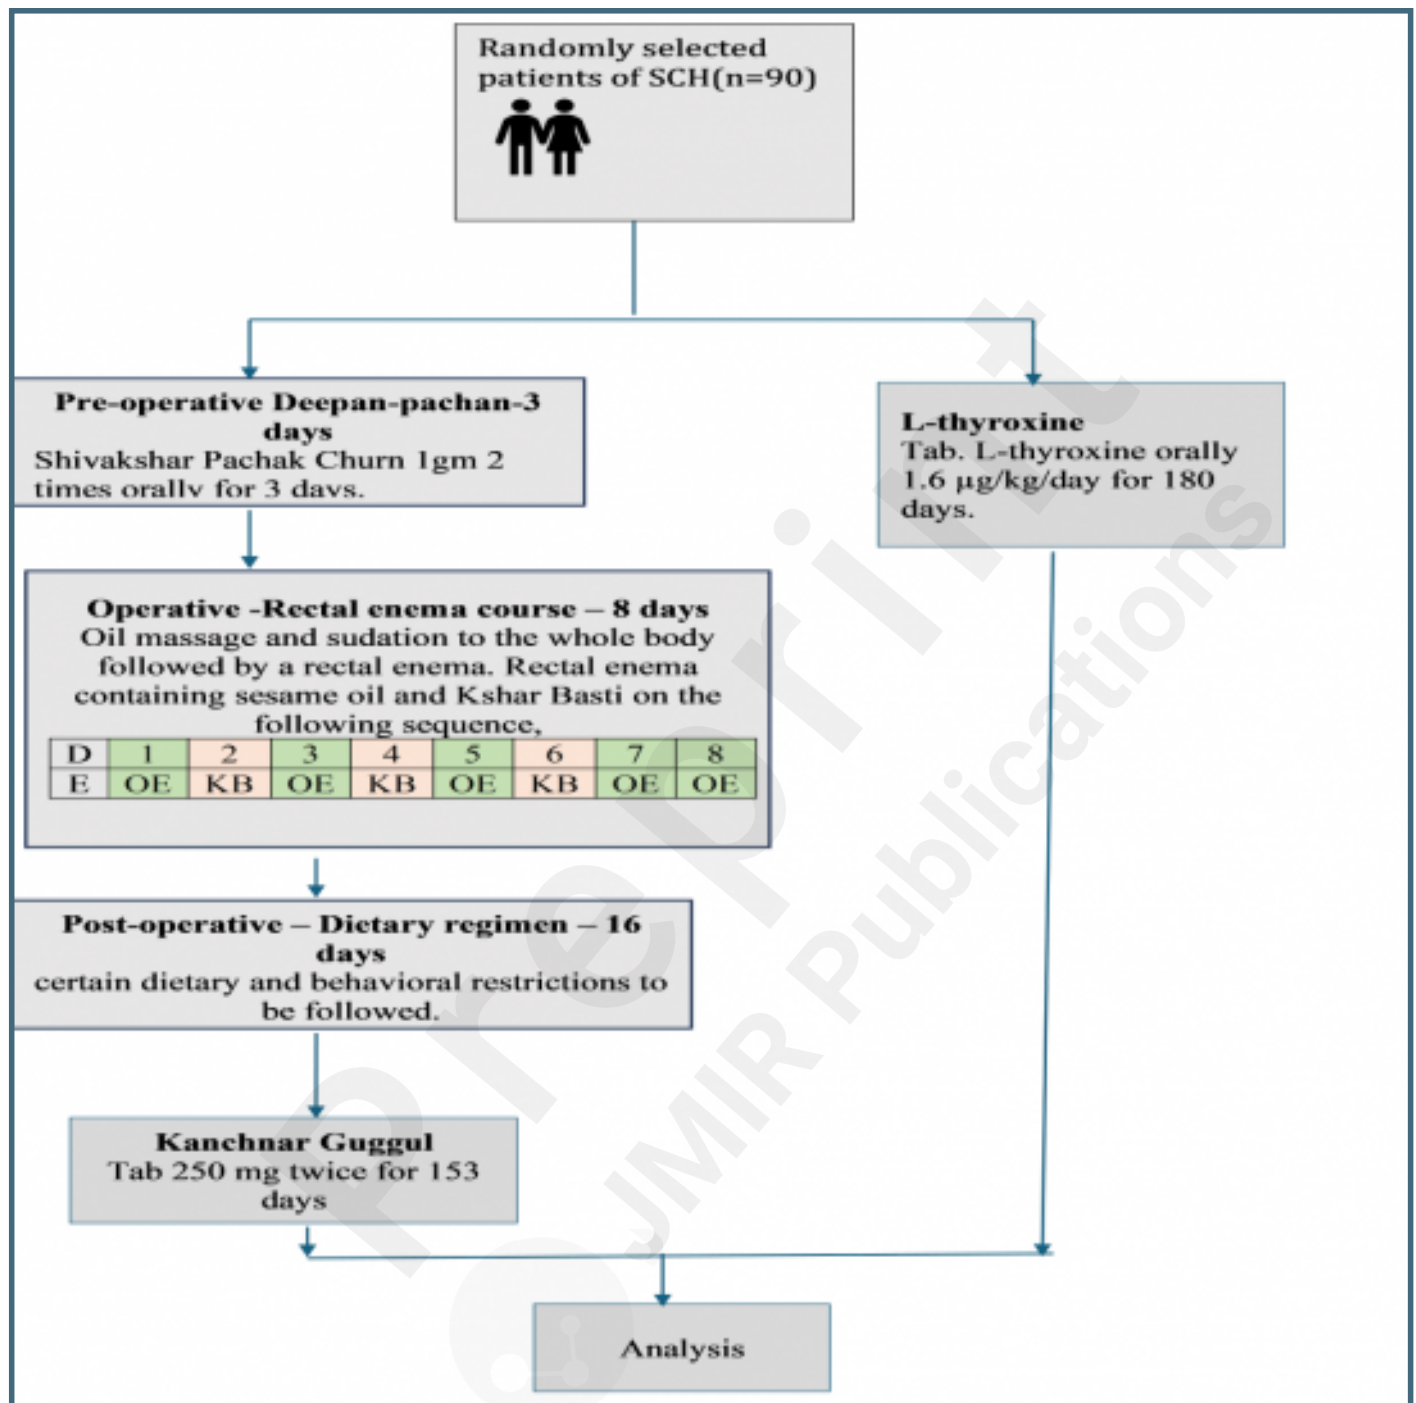 Randomly selected
patients of SCH(n=90)
Pre-operative Deepan-pachan-3
days
Shivakshar Pachak Churn 1gm 2
times orally for 3 days.
L-thyroxine
Tab. L-thyroxine orally
1.6 µg/kg/day for 180
days.
Operative -Rectal enema course – 8 days
Oil massage and sudation to the whole body
followed by a rectal enema. Rectal enema
containing sesame oil and Kshar Basti on the
following sequence,
D 1 2 3 4 5 6 7 8
E OE KB OE KB OE KB OE OE
Post-operative – Dietary regimen – 16
days
certain dietary and behavioral restrictions to
be followed.
Kanchnar Guggul
Tab 250 mg twice for 153
days
Analysis
Preprint
JMIR Publications